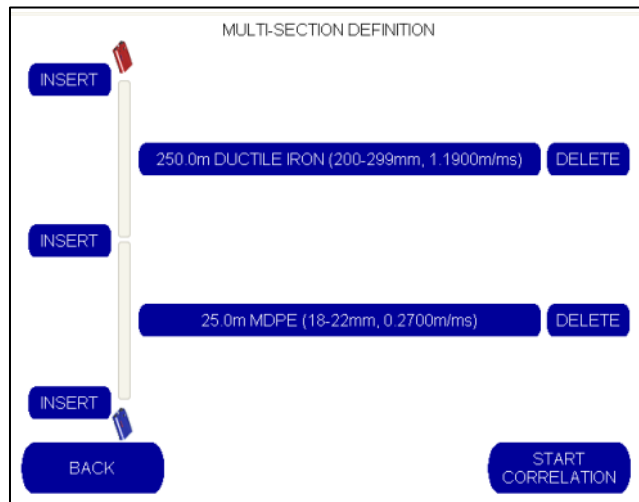 MULTI-SECTION DEFINITION
INSERT
250.0m DUCTILE IRON (200-299mm, 1.1900m/ms)
DELETE
INSERT
25.0m MDPE (18-22mm, 0.2700m/ms)
DELETE
INSERT
BACK
START
CORRELATION